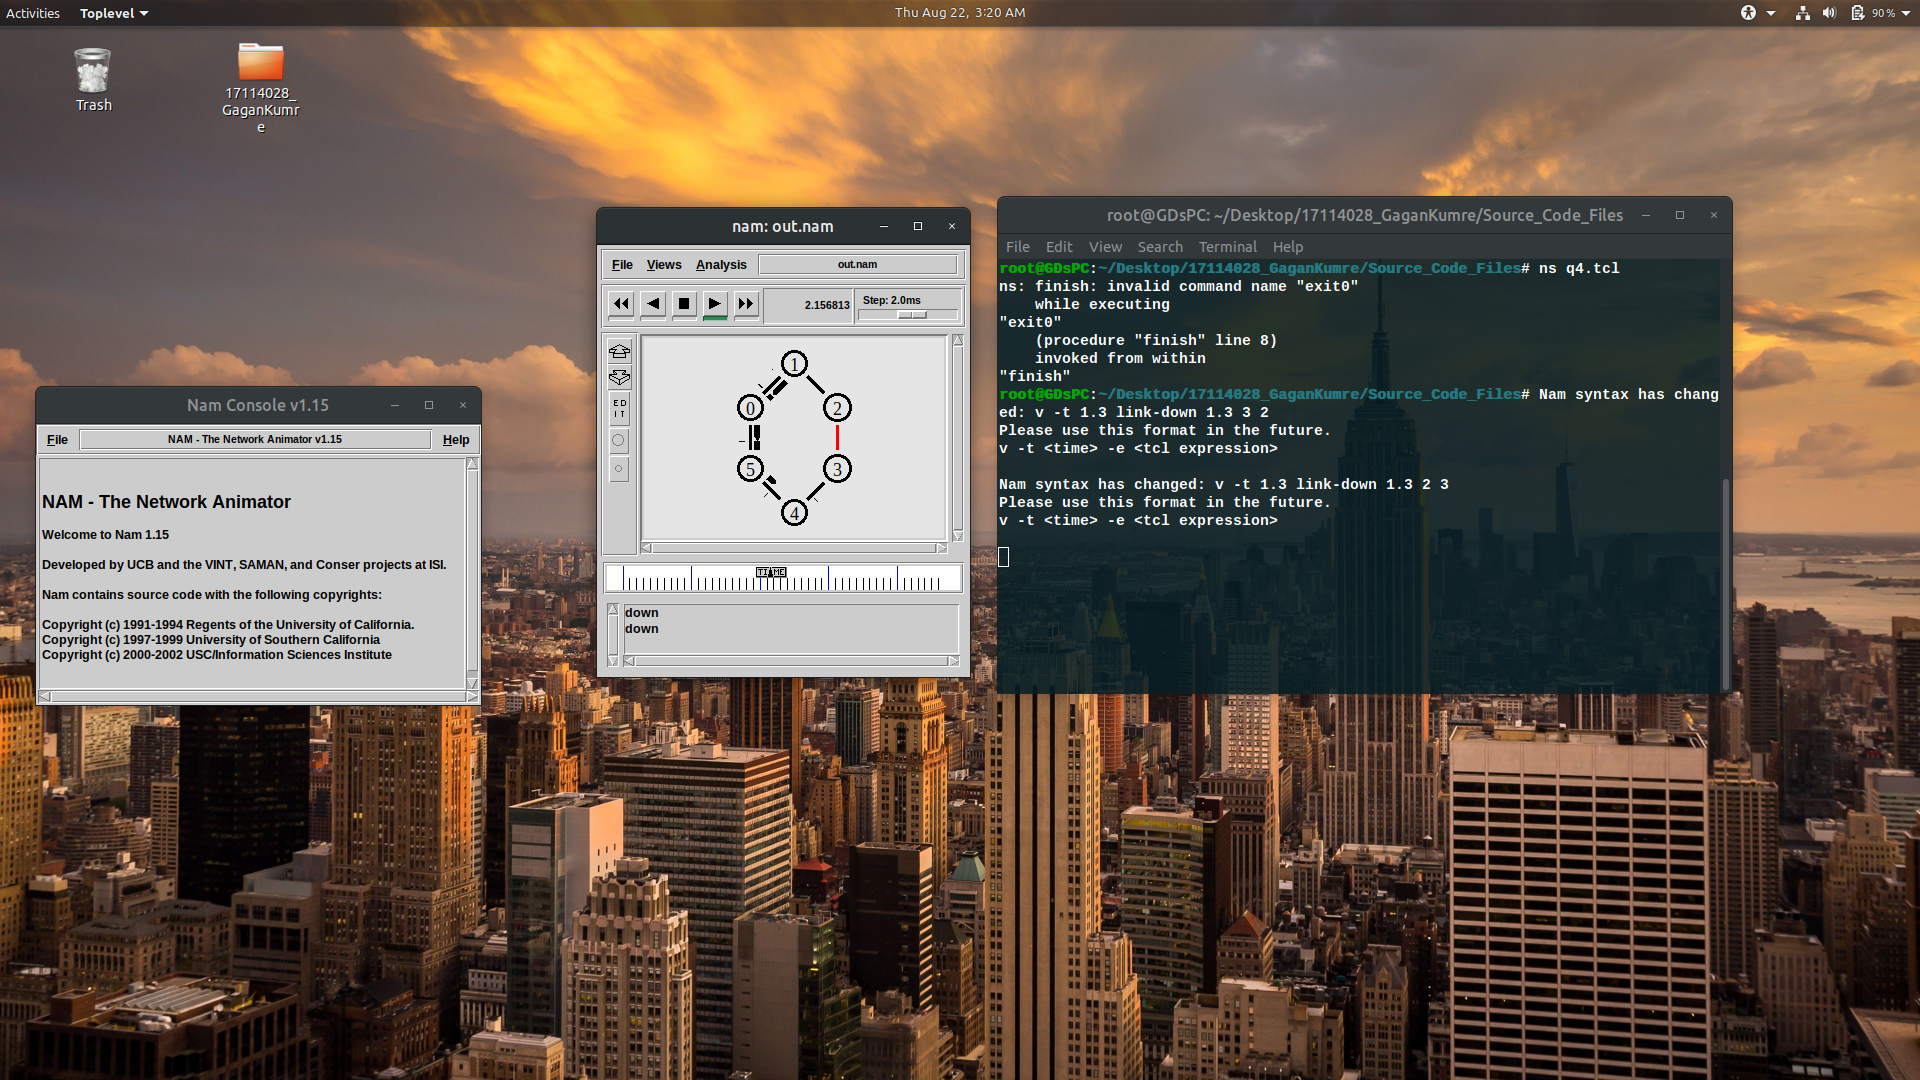 Activities
Toplevel
Thu Aug 22, 3:20 AM
90%
Trash
17114028_
GaganKumr
e
Nam Console v1.15
File
NAM - The Network Animator v1.15
Help
NAM - The Network Animator
Welcome to Nam 1.15
Developed by UCB and the VINT, SAMAN, and Conser projects at ISI.
Nam contains source code with the following copyrights:
Copyright (c) 1991-1994 Regents of the University of California.
Copyright (c) 1997-1999 University of Southern California
Copyright (c) 2000-2002 USC/Information Sciences Institute
nam: out.nam
File Views Analysis
out.nam
2.156813
Step: 2.0ms
ED
IT
1
0
2
5
3
4
TIME
down
down
root@GDsPC: ~/Desktop/17114028_GaganKumre/Source_Code_Files
File Edit View Search Terminal Help
root@GDsPC:~/Desktop/17114028_GaganKumre/Source_Code_Files# ns q4.tcl
ns: finish: invalid command name "exit0"
    while executing
"exit0"
    (procedure "finish" line 8)
    invoked from within
"finish"
root@GDsPC:~/Desktop/17114028_GaganKumre/Source_Code_Files# Nam syntax has chang
ed: v -t 1.3 link-down 1.3 3 2
Please use this format in the future.
v -t <time> -e <tcl expression>
Nam syntax has changed: v -t 1.3 link-down 1.3 2 3
Please use this format in the future.
v -t <time> -e <tcl expression>